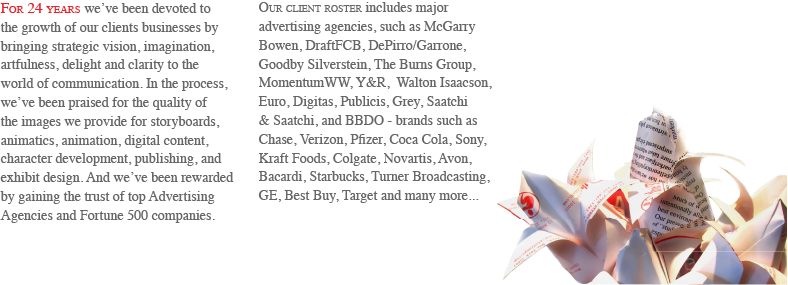 For 24 years we've been devoted to
the growth of our clients businesses by
bringing strategic vision, imagination,
artfulness, delight and clarity to the
world of communication. In the process,
we've been praised for the quality of
the images we provide for storyboards,
animatics, animation, digital content,
character development, publishing, and
exhibit design. And we've been rewarded
by gaining the trust of top Advertising
Agencies and Fortune 500 companies.
Our client roster includes major
advertising agencies, such as McGarry
Bowen, DraftFCB, DePirro/Garrone,
Goodby Silverstein, The Burns Group,
MomentumWW, Y&R,  Walton Isaacson,
Euro, Digitas, Publicis, Grey, Saatchi
& Saatchi, and BBDO - brands such as
Chase, Verizon, Pfizer, Coca Cola, Sony,
Kraft Foods, Colgate, Novartis, Avon,
Bacardi, Starbucks, Turner Broadcasting,
GE, Best Buy, Target and many more...